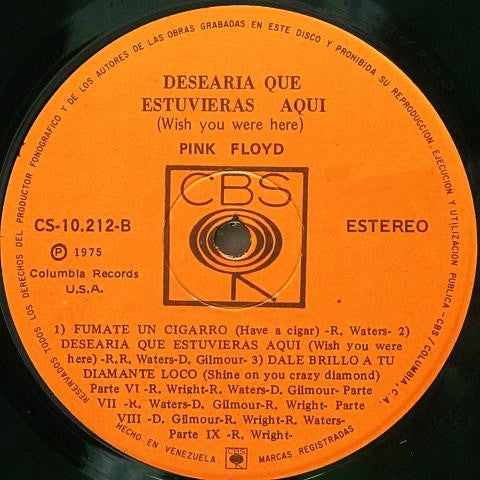 RESERVADOS TODOS LOS DERECHOS DEL PRODUCTOR FONOGRAFICO Y DE LOS AUTORES DE LAS OBRAS GRABADAS EN ESTE DISCO Y PROHIBIDA SU REPRODUCCION, EJECUCION Y UTILIZACION PUBLICA - CBS /COLUMBIA, C.A.
DESEARIA QUE
ESTUVIERAS AQUI
(Wish you were here)
PINK FLOYD
CBS
CS-10.212-B
ESTEREO
Ⓟ 1975
Columbia Records
U.S.A.
1) FUMATE UN CIGARRO (Have a cigar) -R, Waters- 2)
DESEARIA QUE ESTUVIERAS AQUI (Wish you were
here) -R.R, Waters-D, Gilmour- 3) DALE BRILLO A TU
DIAMANTE LOCO (Shine on you crazy diamond)
Parte VI -R, Wright-R, Waters-D, Gilmour- Parte
VII -R, Waters-D, Gilmour-R, Wright- Parte
VIII -D. Gilmour-R, Wright-R, Waters-
Parte IX -R, Wright-
CBS
HECHO EN VENEZUELA MARCAS REGISTRADAS